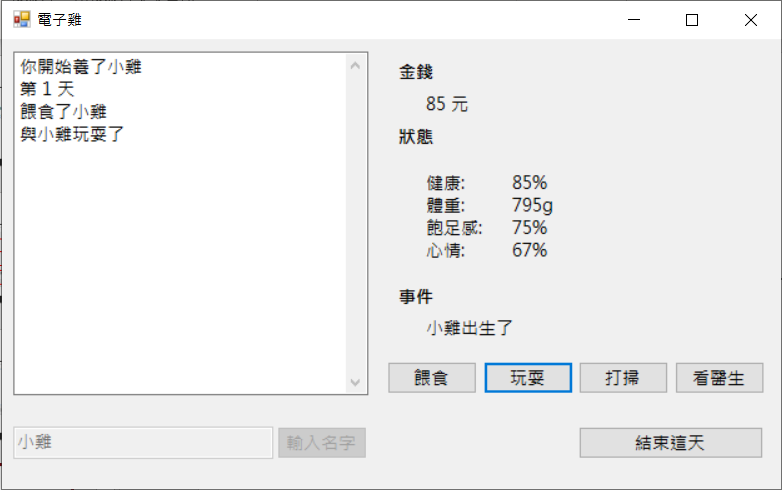 電子雞
你開始養了小雞
第 1 天
餵食了小雞
與小雞玩耍了
金錢
85 元
狀態
健康: 85%
體重: 795g
飽足感: 75%
心情: 67%
事件
小雞出生了
餵食 玩耍 打掃 看醫生
小雞 輸入名字 結束這天